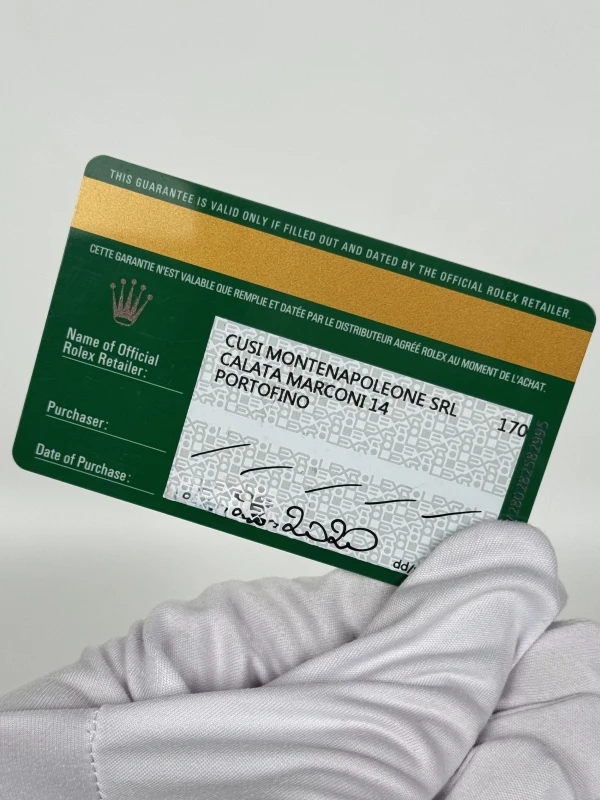 THIS GUARANTEE IS VALID ONLY IF FILLED OUT AND DATED BY THE OFFICIAL ROLEX RETAILER.
CETTE GARANTIE N'EST VALABLE QUE REMPLIE ET DATÉE PAR LE DISTRIBUTEUR AGRÉÉ ROLEX AU MOMENT DE L'ACHAT.
Name of Official
Rolex Retailer:
CUSI MONTENAPOLEONE SRL 170
CALATA MARCONI 14
PORTOFINO
Purchaser:
Date of Purchase:
2020
dd/